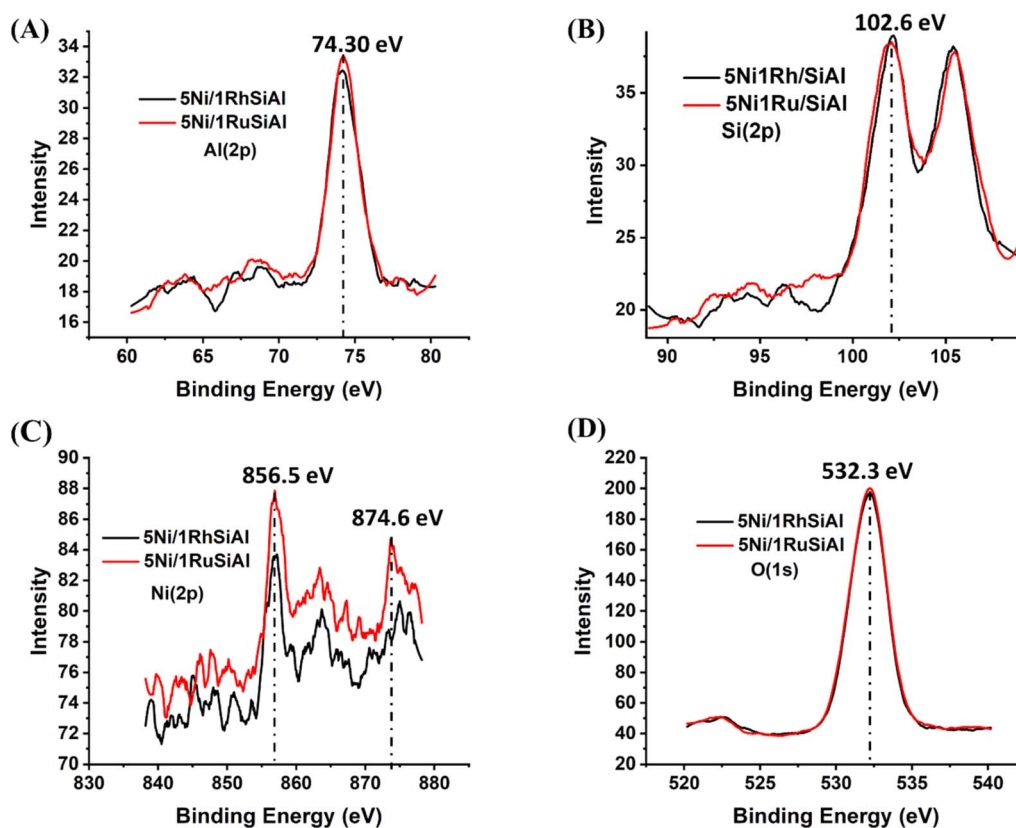 (A)
74.30 eV
34
32
30
28
26
24
22
20
18
16
5Ni/1RhSiAl
5Ni/1RuSiAl
Al(2p)
Intensity
60
65
70
75
80
Binding Energy (eV)
(B)
102.6 eV
35
30
25
20
5Ni1Rh/SiAl
5Ni1Ru/SiAl
Si(2p)
Intensity
90
95
100
105
Binding Energy (eV)
(C)
856.5 eV
874.6 eV
90
88
86
84
82
80
78
76
74
72
70
5Ni/1RhSiAl
5Ni/1RuSiAl
Ni(2p)
Intensity
830
840
850
860
870
880
Binding Energy (eV)
(D)
532.3 eV
220
200
180
160
140
120
100
80
60
40
20
5Ni/1RhSiAl
5Ni/1RuSiAl
O(1s)
Intensity
520
525
530
535
540
Binding Energy (eV)